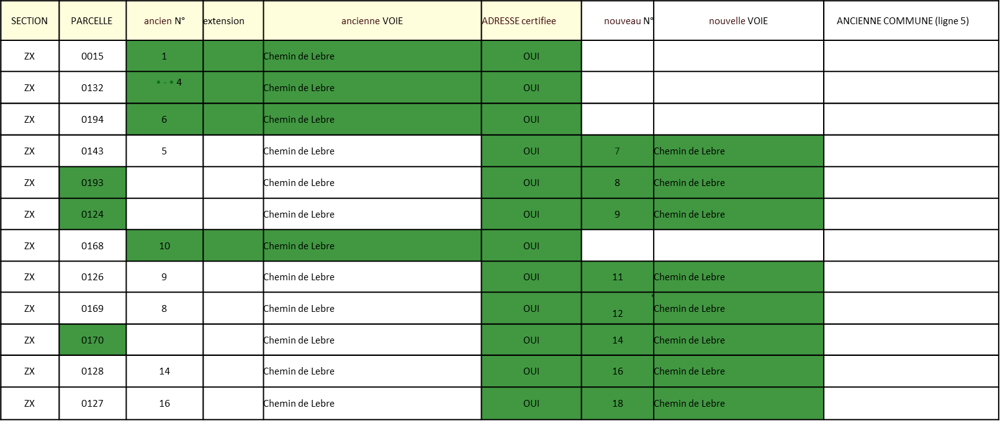 SECTION PARCELLE ancien N° extension ancienne VOIE ADRESSE certifiee nouveau N° nouvelle VOIE ANCIENNE COMMUNE (ligne 5)
ZX 0015 1 Chemin de Lebre OUI
ZX 0132 • - • 4 Chemin de Lebre OUI
ZX 0194 6 Chemin de Lebre OUI
ZX 0143 5 Chemin de Lebre OUI 7 Chemin de Lebre
ZX 0193 Chemin de Lebre OUI 8 Chemin de Lebre
ZX 0124 Chemin de Lebre OUI 9 Chemin de Lebre
ZX 0168 10 Chemin de Lebre OUI
ZX 0126 9 Chemin de Lebre OUI 11 Chemin de Lebre
ZX 0169 8 Chemin de Lebre OUI 12 Chemin de Lebre
ZX 0170 Chemin de Lebre OUI 14 Chemin de Lebre
ZX 0128 14 Chemin de Lebre OUI 16 Chemin de Lebre
ZX 0127 16 Chemin de Lebre OUI 18 Chemin de Lebre